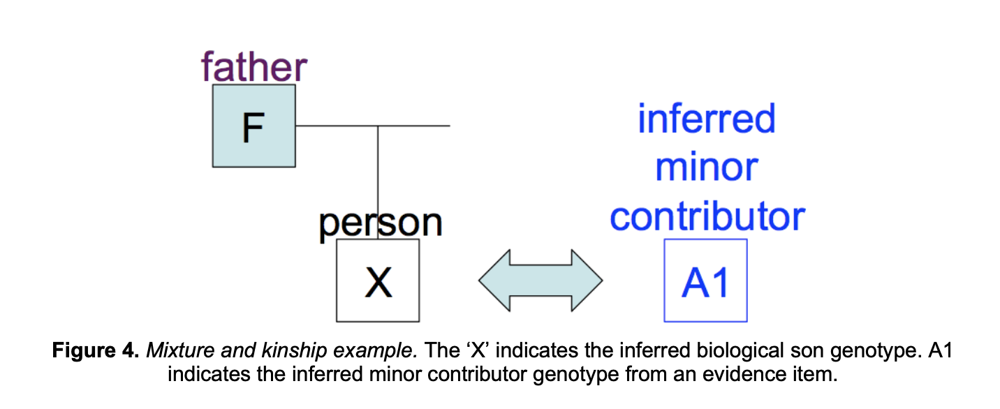 father
F
inferred
minor
contributor
person
X
A1
Figure 4. Mixture and kinship example. The ‘X’ indicates the inferred biological son genotype. A1
indicates the inferred minor contributor genotype from an evidence item.